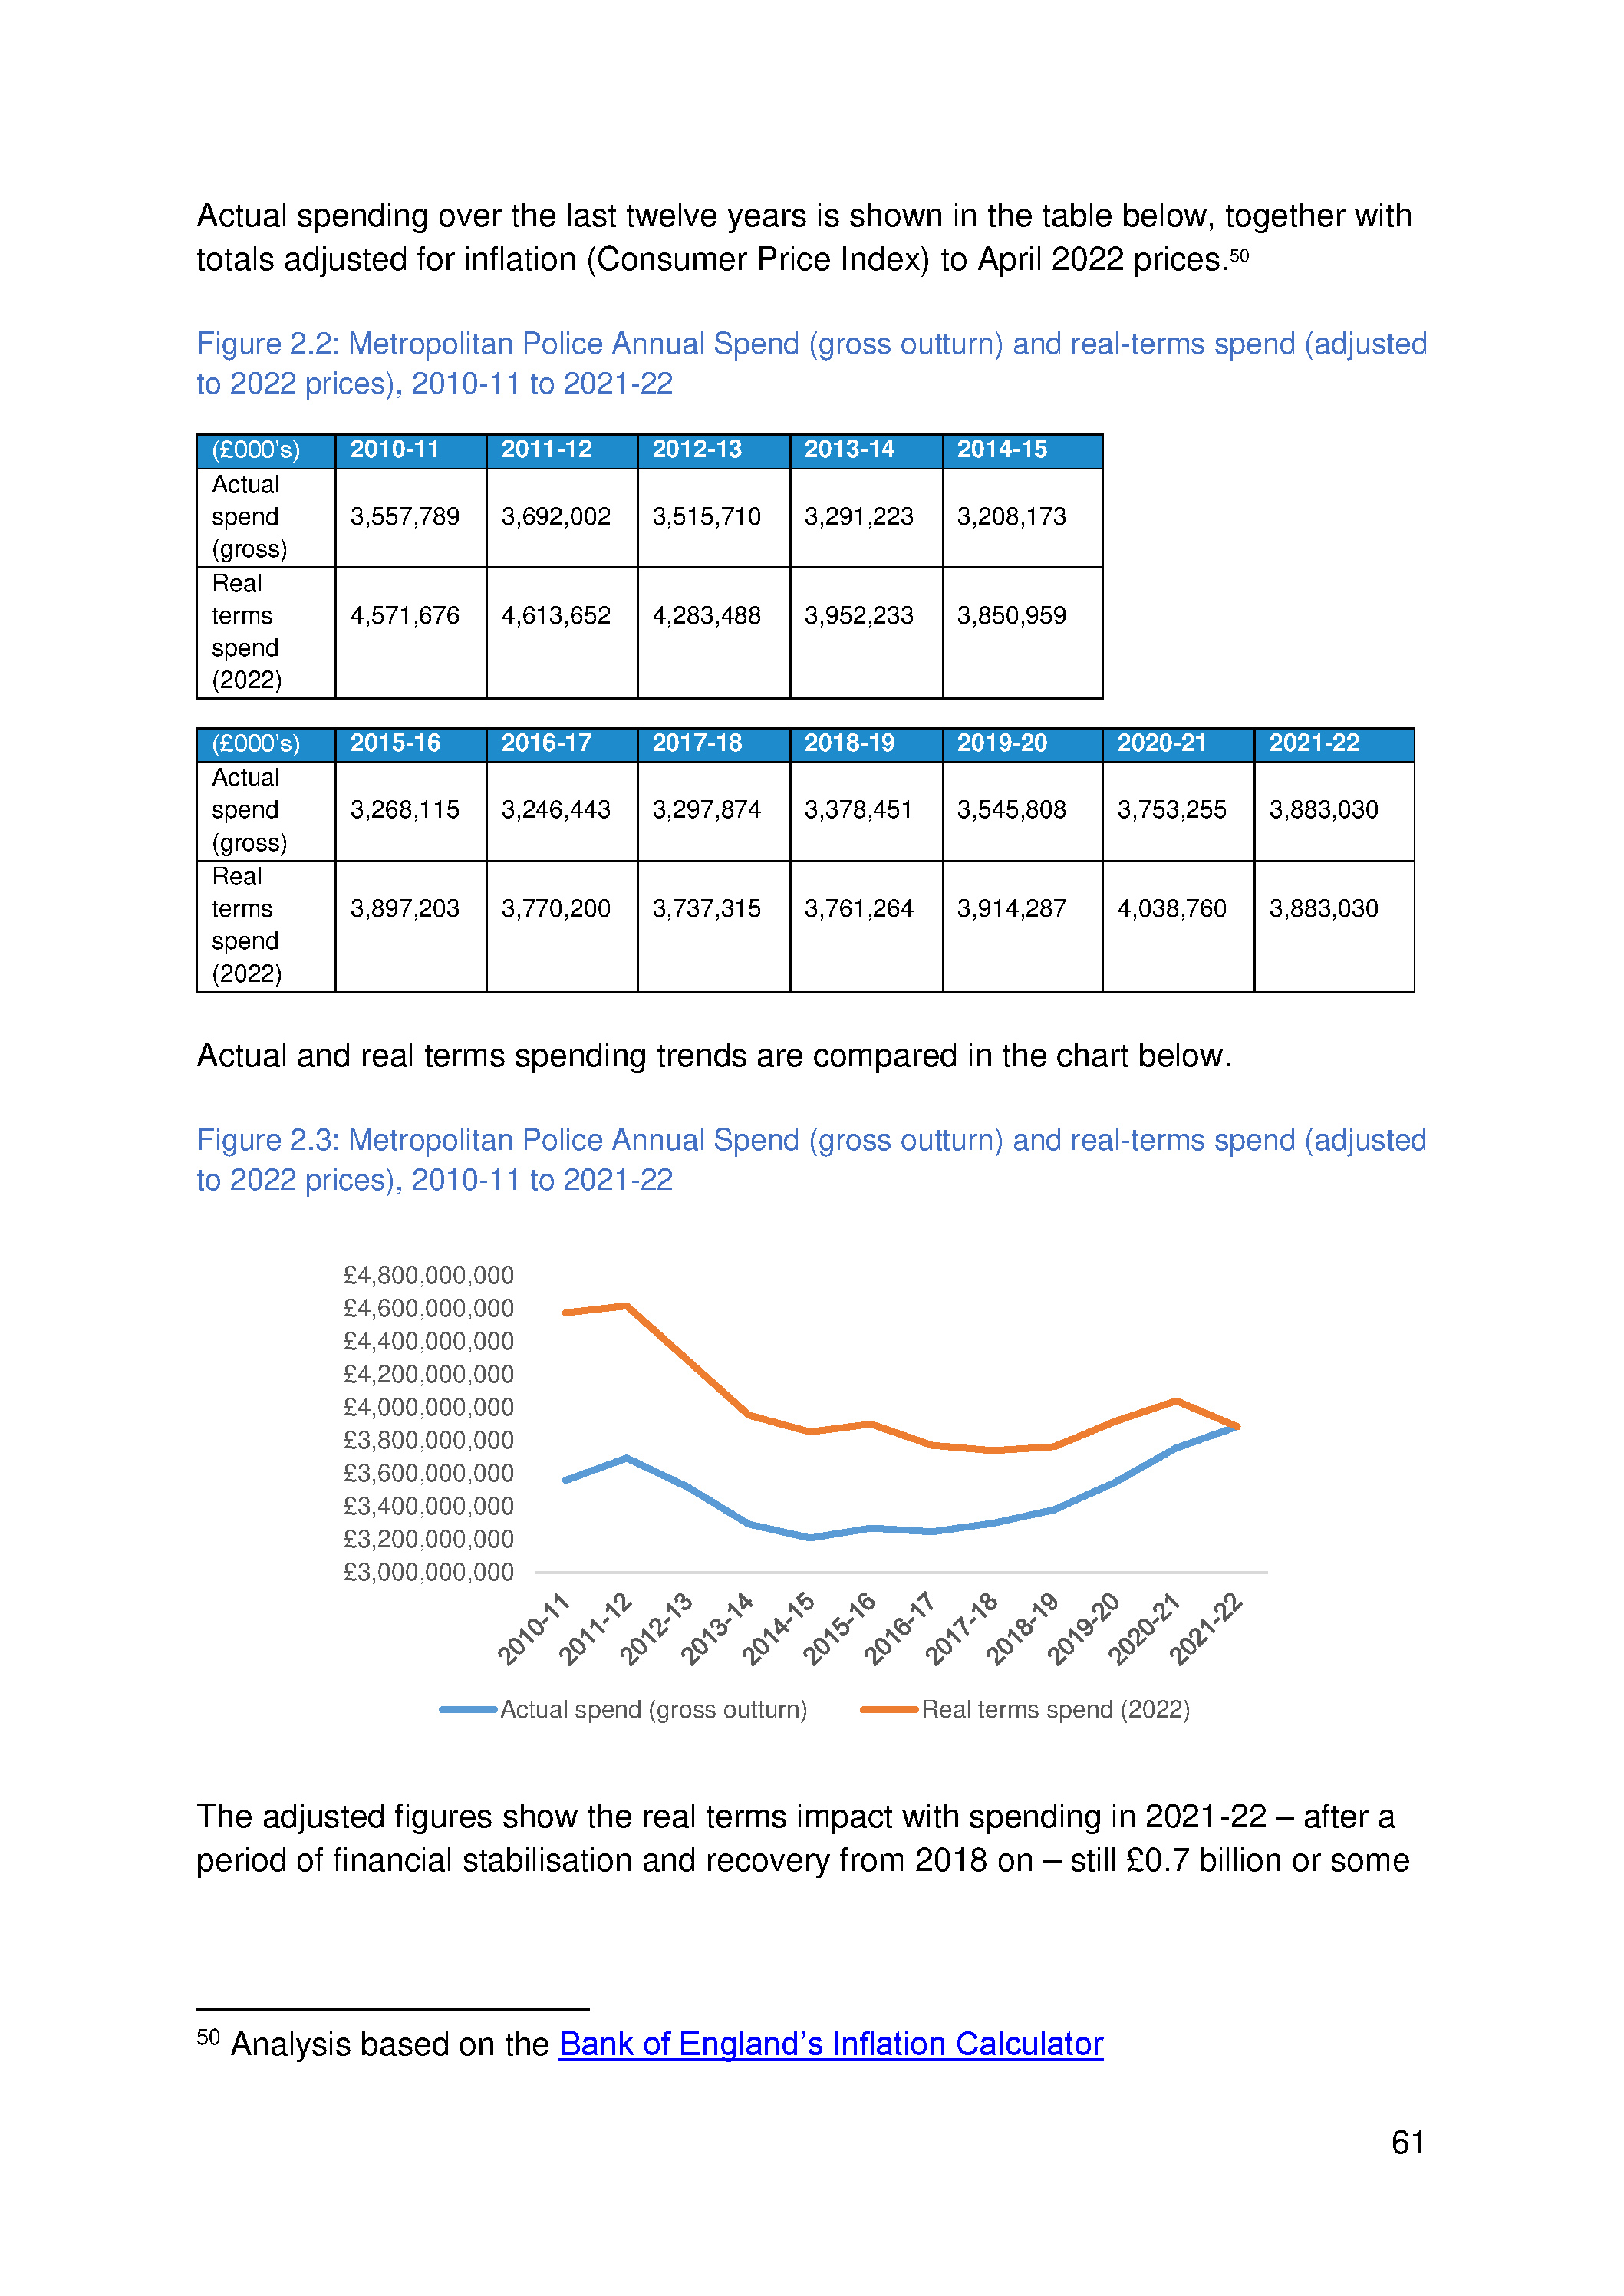 Actual spending over the last twelve years is shown in the table below, together with
totals adjusted for inflation (Consumer Price Index) to April 2022 prices.50
Figure 2.2: Metropolitan Police Annual Spend (gross outturn) and real-terms spend (adjusted
to 2022 prices), 2010-11 to 2021-22
(£000's) 2010-11 2011-12 2012-13 2013-14 2014-15
Actual
spend 3,557,789 3,692,002 3,515,710 3,291,223 3,208,173
(gross)
Real
terms 4,571,676 4,613,652 4,283,488 3,952,233 3,850,959
spend
(2022)
(£000's) 2015-16 2016-17 2017-18 2018-19 2019-20 2020-21 2021-22
Actual
spend 3,268,115 3,246,443 3,297,874 3,378,451 3,545,808 3,753,255 3,883,030
(gross)
Real
terms 3,897,203 3,770,200 3,737,315 3,761,264 3,914,287 4,038,760 3,883,030
spend
(2022)
Actual and real terms spending trends are compared in the chart below.
Figure 2.3: Metropolitan Police Annual Spend (gross outturn) and real-terms spend (adjusted
to 2022 prices), 2010-11 to 2021-22
£4,800,000,000
£4,600,000,000
£4,400,000,000
£4,200,000,000
£4,000,000,000
£3,800,000,000
£3,600,000,000
£3,400,000,000
£3,200,000,000
£3,000,000,000
2010-11 2011-12 2012-13 2013-14 2014-15 2015-16 2016-17 2017-18 2018-19 2019-20 2020-21 2021-22
Actual spend (gross outturn) Real terms spend (2022)
The adjusted figures show the real terms impact with spending in 2021-22 – after a
period of financial stabilisation and recovery from 2018 on – still £0.7 billion or some
50 Analysis based on the Bank of England's Inflation Calculator
61